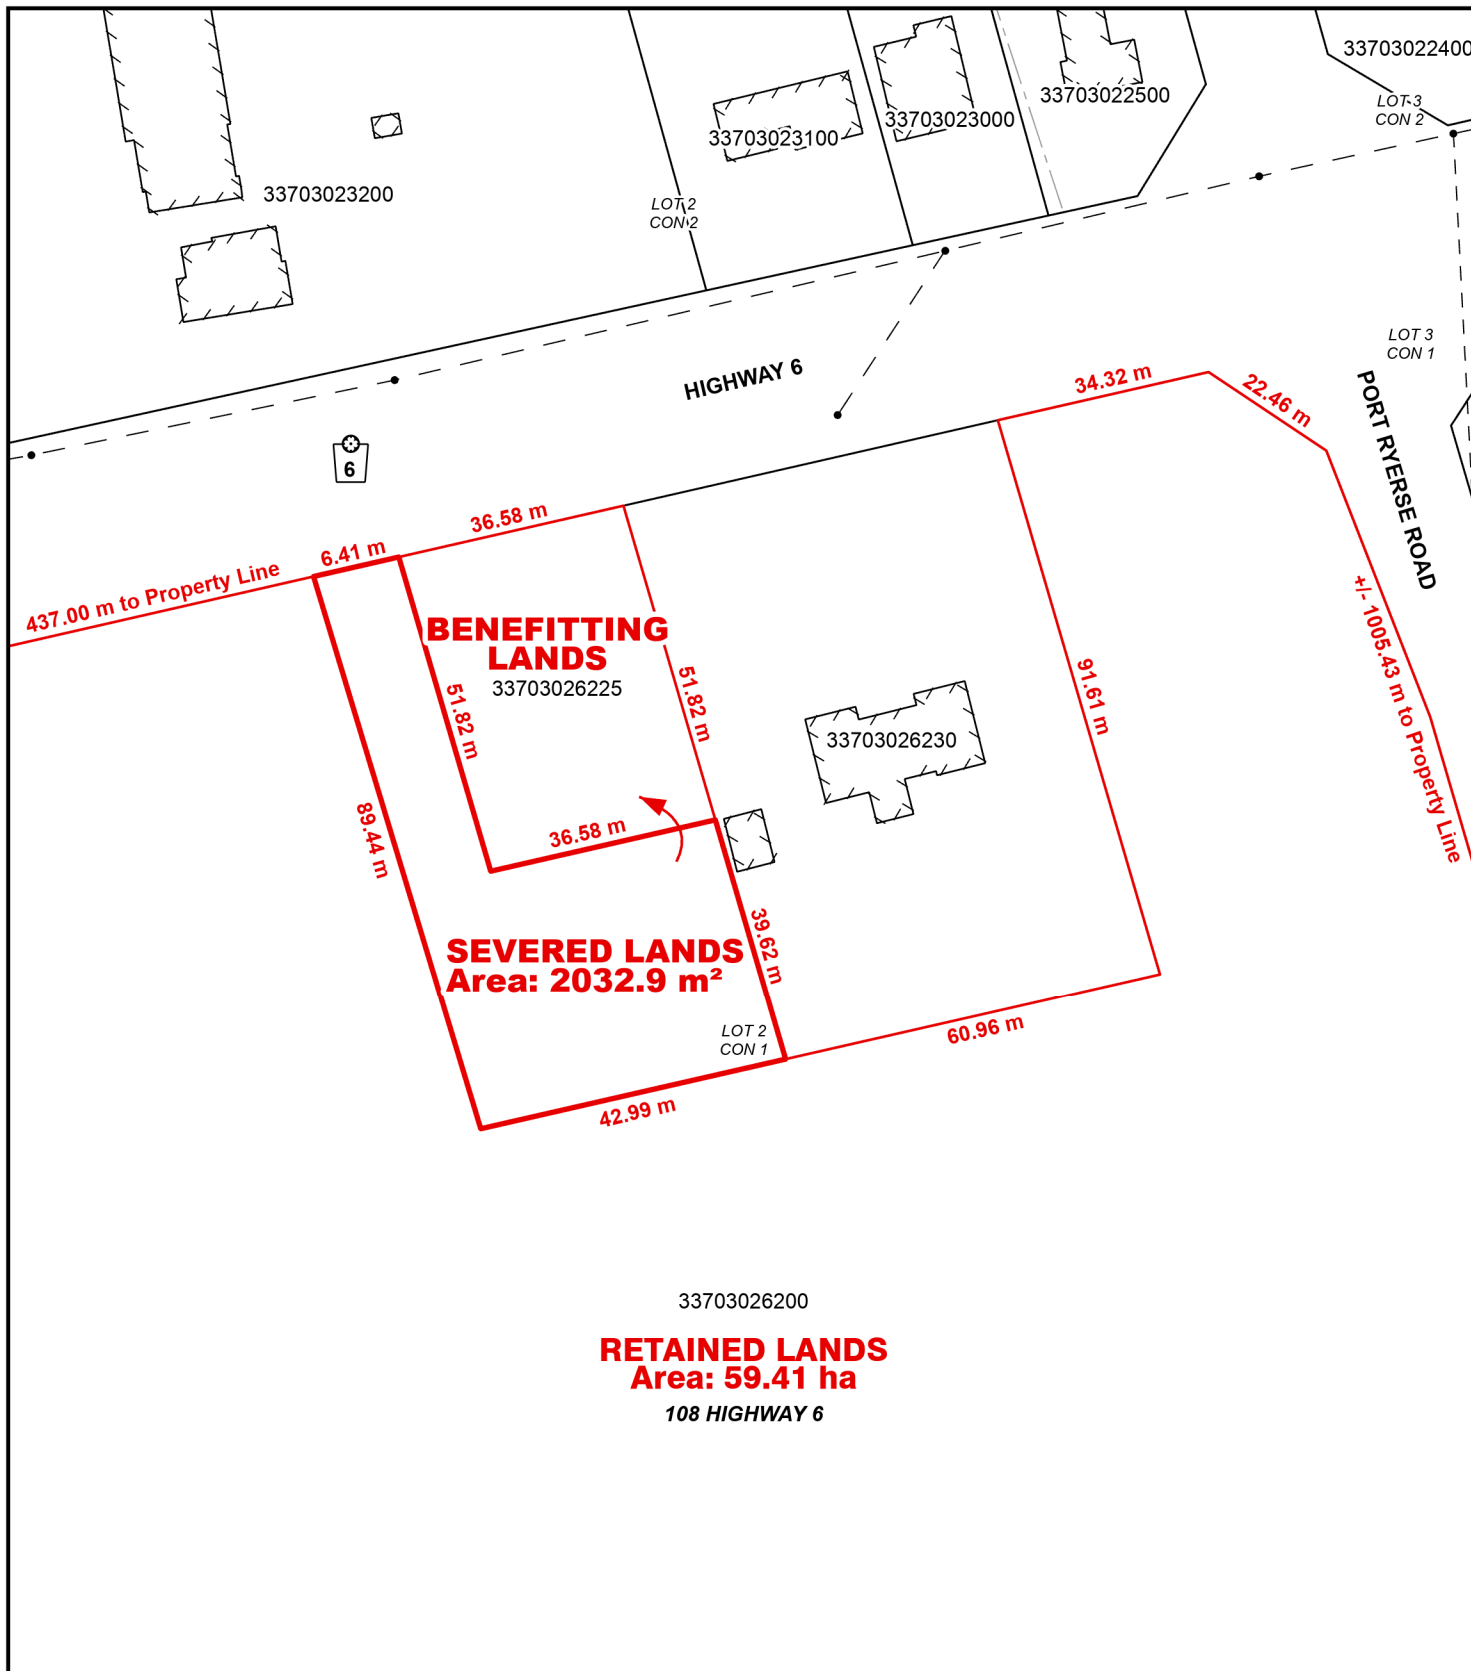 33703022400
LOT 3
CON 2
33703022500
33703023000
33703023100
33703023200
LOT 2
CON 2
LOT 3
CON 1
HIGHWAY 6
PORT RYERSE ROAD
34.32 m
22.46 m
6
36.58 m
6.41 m
437.00 m to Property Line
+/- 1005.43 m to Property Line
BENEFITTING
LANDS
33703026225
51.82 m
51.82 m
91.61 m
33703026230
89.44 m
36.58 m
39.62 m
SEVERED LANDS
Area: 2032.9 m²
LOT 2
CON 1
60.96 m
42.99 m
33703026200
RETAINED LANDS
Area: 59.41 ha
108 HIGHWAY 6